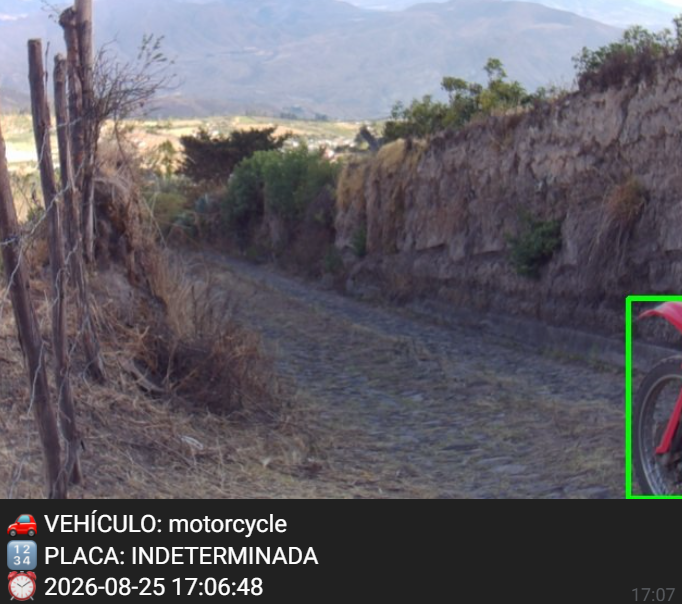 🚗 VEHÍCULO: motorcycle
🔢 PLACA: INDETERMINADA
⏰ 2026-08-25 17:06:48
17:07